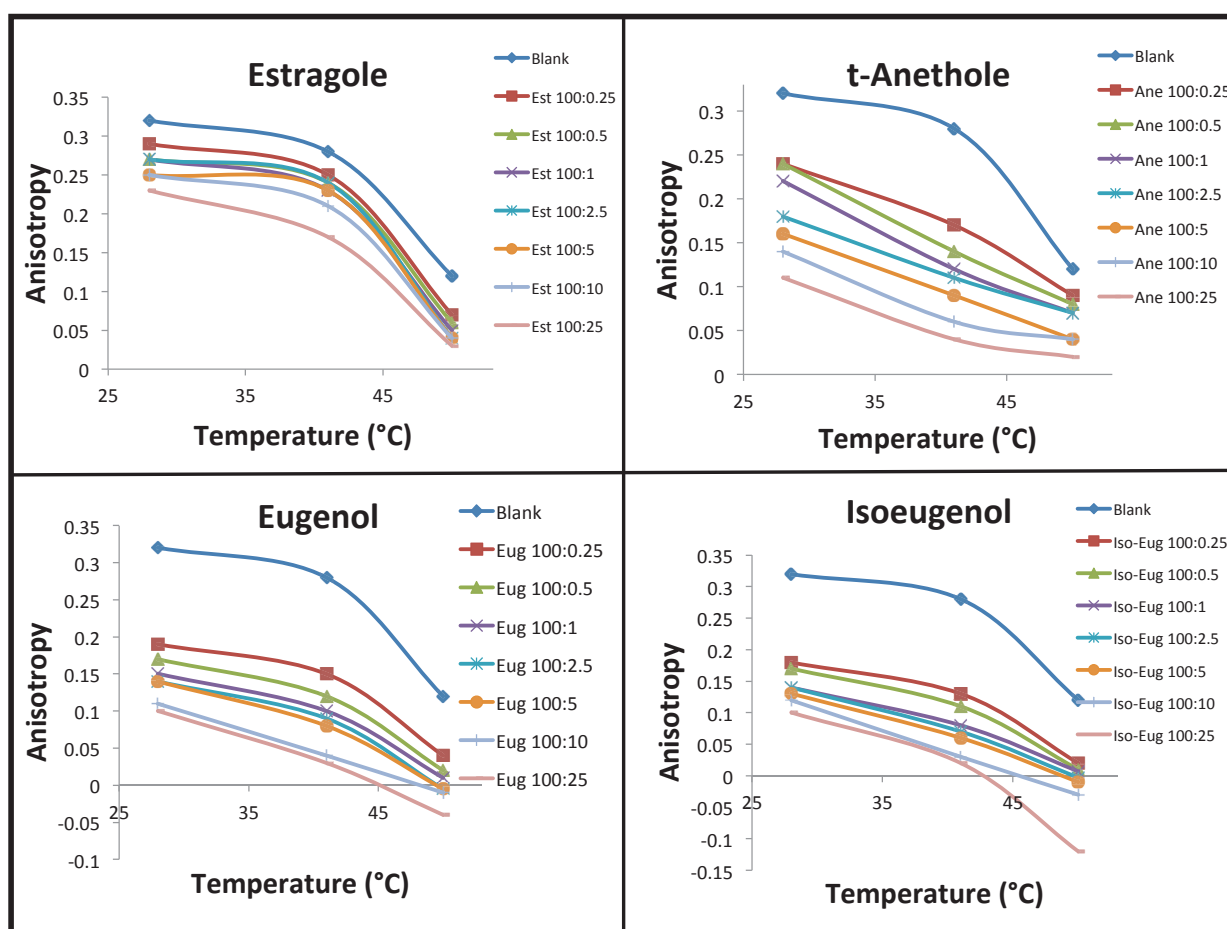 Estragole
Anisotropy
0.35
0.3
0.25
0.2
0.15
0.1
0.05
0
25
35
45
Temperature (°C)
Blank
Est 100:0.25
Est 100:0.5
Est 100:1
Est 100:2.5
Est 100:5
Est 100:10
Est 100:25
t-Anethole
Anisotropy
0.3
0.25
0.2
0.15
0.1
0.05
0
25
35
45
Temperature (°C)
Blank
Ane 100:0.25
Ane 100:0.5
Ane 100:1
Ane 100:2.5
Ane 100:5
Ane 100:10
Ane 100:25
Eugenol
Anisotropy
0.35
0.3
0.25
0.2
0.15
0.1
0.05
0
-0.05
-0.1
25
45
Temperature (°C)
Blank
Eug 100:0.25
Eug 100:0.5
Eug 100:1
Eug 100:2.5
Eug 100:5
Eug 100:10
Eug 100:25
Isoeugenol
Anisotropy
0.35
0.3
0.25
0.2
0.15
0.1
0.05
0
-0.05
-0.1
-0.15
25
35
45
Temperature (°C)
Blank
Iso-Eug 100:0.25
Iso-Eug 100:0.5
Iso-Eug 100:1
Iso-Eug 100:2.5
Iso-Eug 100:5
Iso-Eug 100:10
Iso-Eug 100:25